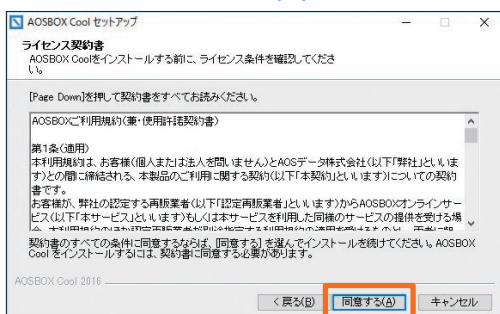 AOSBOX Cool セットアップ
ライセンス契約書
AOSBOX Coolをインストールする前に、ライセンス条件を確認してくださ
い。
[Page Down]を押して契約書をすべてお読みください。
AOSBOXご利用規約(兼・使用許諾契約書)
第1条(適用)
本利用規約は、お客様(個人または法人を問いません)とAOSデータ株式会社(以下「弊社」といいま
す)との間に締結される、本製品のご利用に関する契約(以下「本契約」といいます)についての契約
書です。
お客様が、弊社の認定する再販業者(以下「認定再販業者」といいます)からAOSBOXオンラインサー
ビス(以下「本サービス」といいます)もしくは本サービスを利用した同様のサービスの提供を受ける場
契約書のすべての条件に同意するならば、[同意する] を選んでインストールを続けてください。AOSBOX
Cool をインストールするには、契約書に同意する必要があります。
AOSBOX Cool 2016
< 戻る(B)
同意する(A)
キャンセル